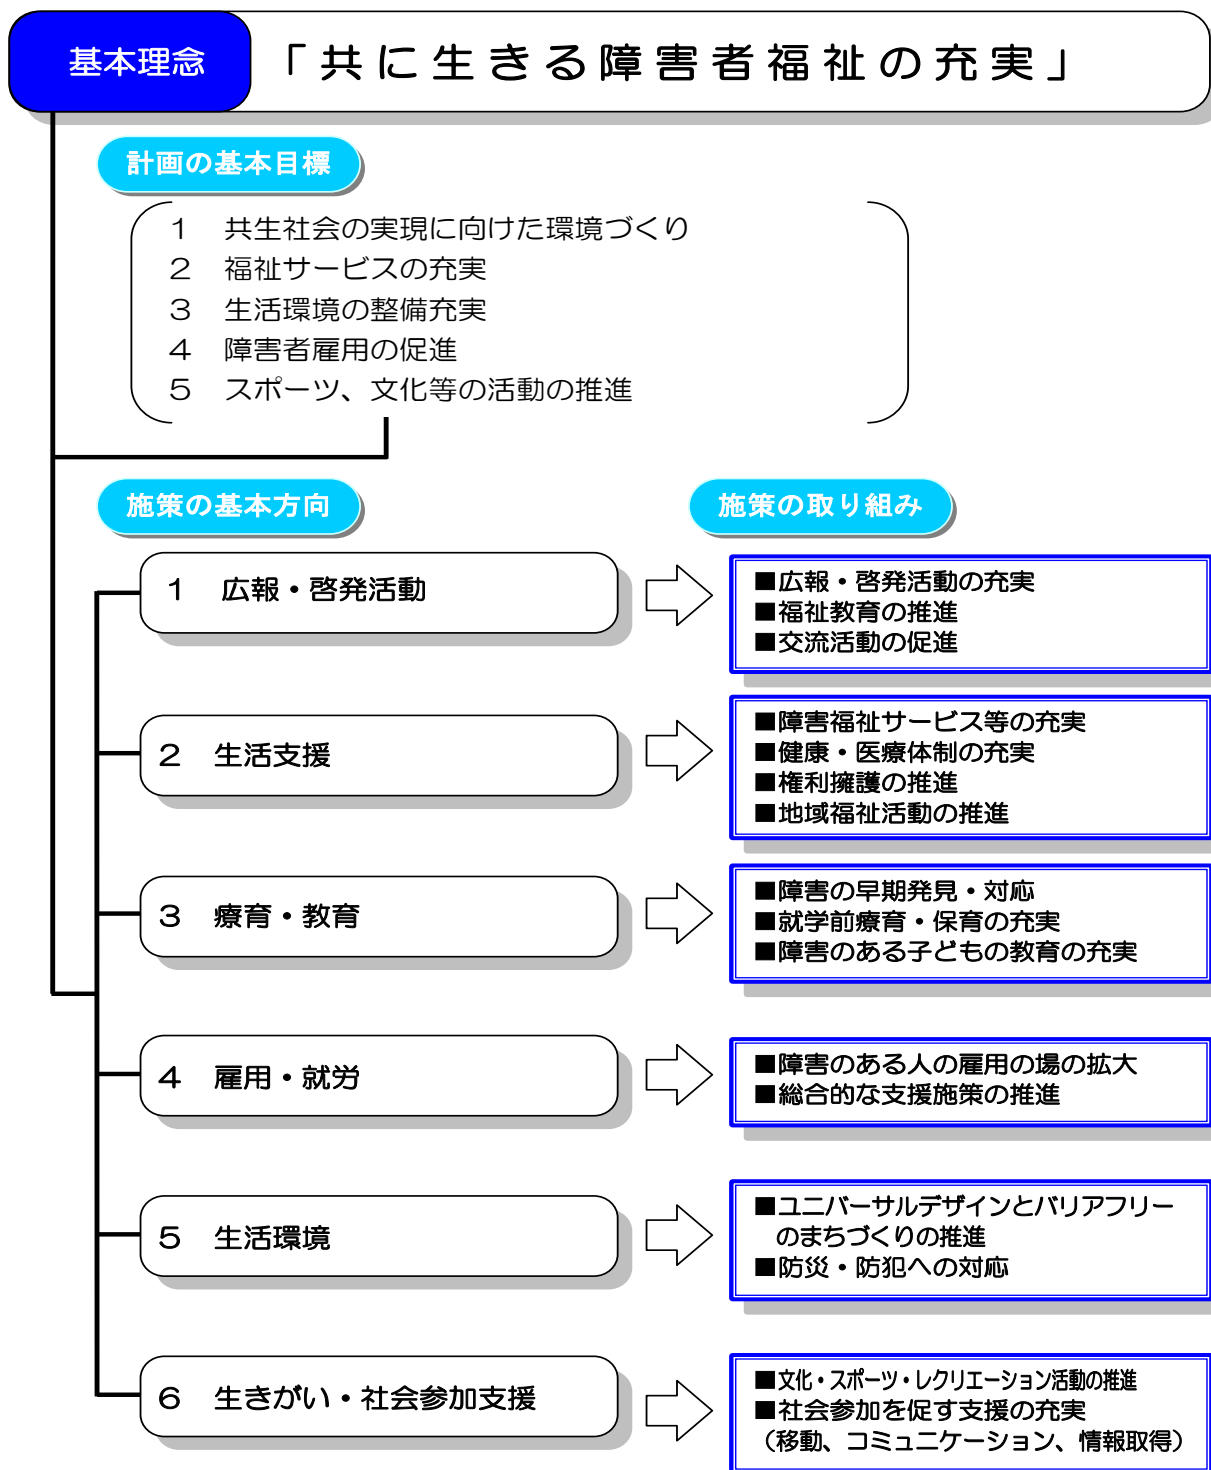 基本理念
「共に生きる障害者福祉の充実」
計画の基本目標
１　共生社会の実現に向けた環境づくり
２　福祉サービスの充実
３　生活環境の整備充実
４　障害者雇用の促進
５　スポーツ、文化等の活動の推進
施策の基本方向
施策の取り組み
１　広報・啓発活動
■広報・啓発活動の充実
■福祉教育の推進
■交流活動の促進
２　生活支援
■障害福祉サービス等の充実
■健康・医療体制の充実
■権利擁護の推進
■地域福祉活動の推進
３　療育・教育
■障害の早期発見・対応
■就学前療育・保育の充実
■障害のある子どもの教育の充実
４　雇用・就労
■障害のある人の雇用の場の拡大
■総合的な支援施策の推進
５　生活環境
■ユニバーサルデザインとバリアフリー
のまちづくりの推進
■防災・防犯への対応
６　生きがい・社会参加支援
■文化・スポーツ・レクリエーション活動の推進
■社会参加を促す支援の充実
（移動、コミュニケーション、情報取得）